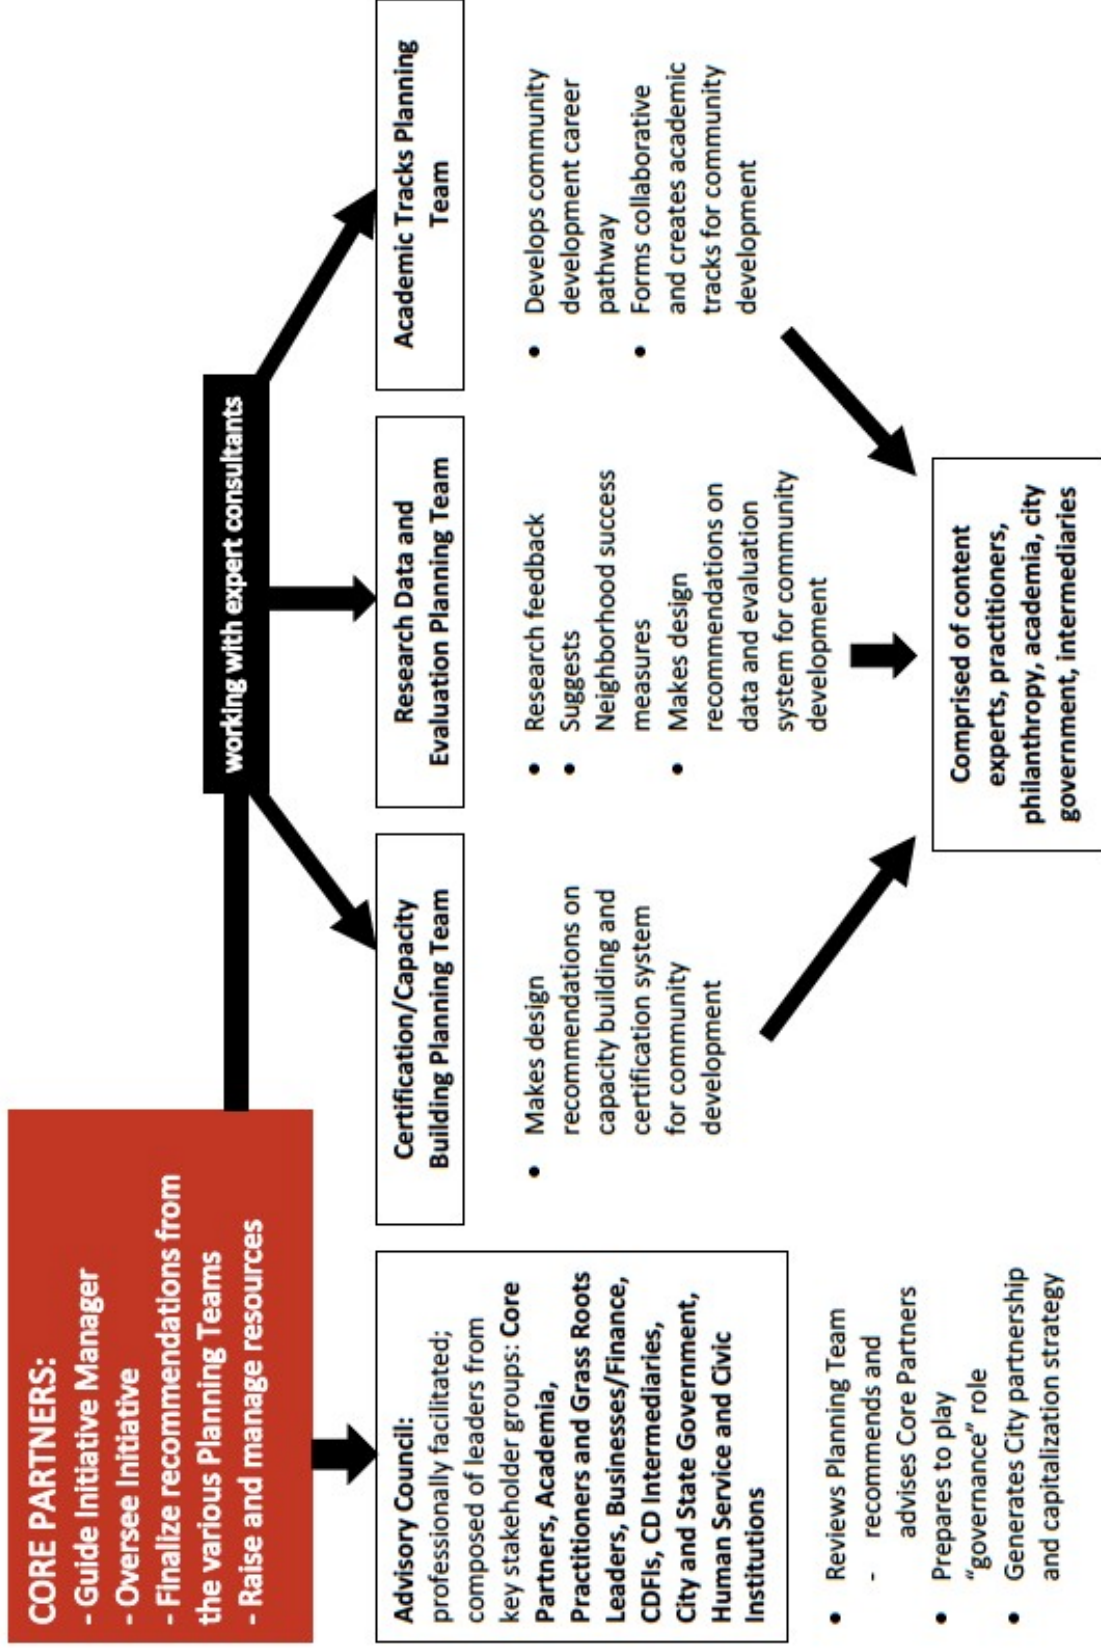 CORE PARTNERS:
- Guide Initiative Manager
- Oversee Initiative
- Finalize recommendations from
the various Planning Teams
- Raise and manage resources
working with expert consultants
Advisory Council:
professionally facilitated;
composed of leaders from
key stakeholder groups: Core
Partners, Academia,
Practitioners and Grass Roots
Leaders, Businesses/Finance,
CDFIs, CD Intermediaries,
City and State Government,
Human Service and Civic
Institutions
• Reviews Planning Team
- recommends and
advises Core Partners
• Prepares to play
“governance” role
• Generates City partnership
and capitalization strategy
Certification/Capacity
Building Planning Team
• Makes design
recommendations on
capacity building and
certification system
for community
development
Research Data and
Evaluation Planning Team
• Research feedback
• Suggests
Neighborhood success
measures
• Makes design
recommendations on
data and evaluation
system for community
development
Academic Tracks Planning
Team
• Develops community
development career
pathway
• Forms collaborative
and creates academic
tracks for community
development
Comprised of content
experts, practitioners,
philanthropy, academia, city
government, intermediaries